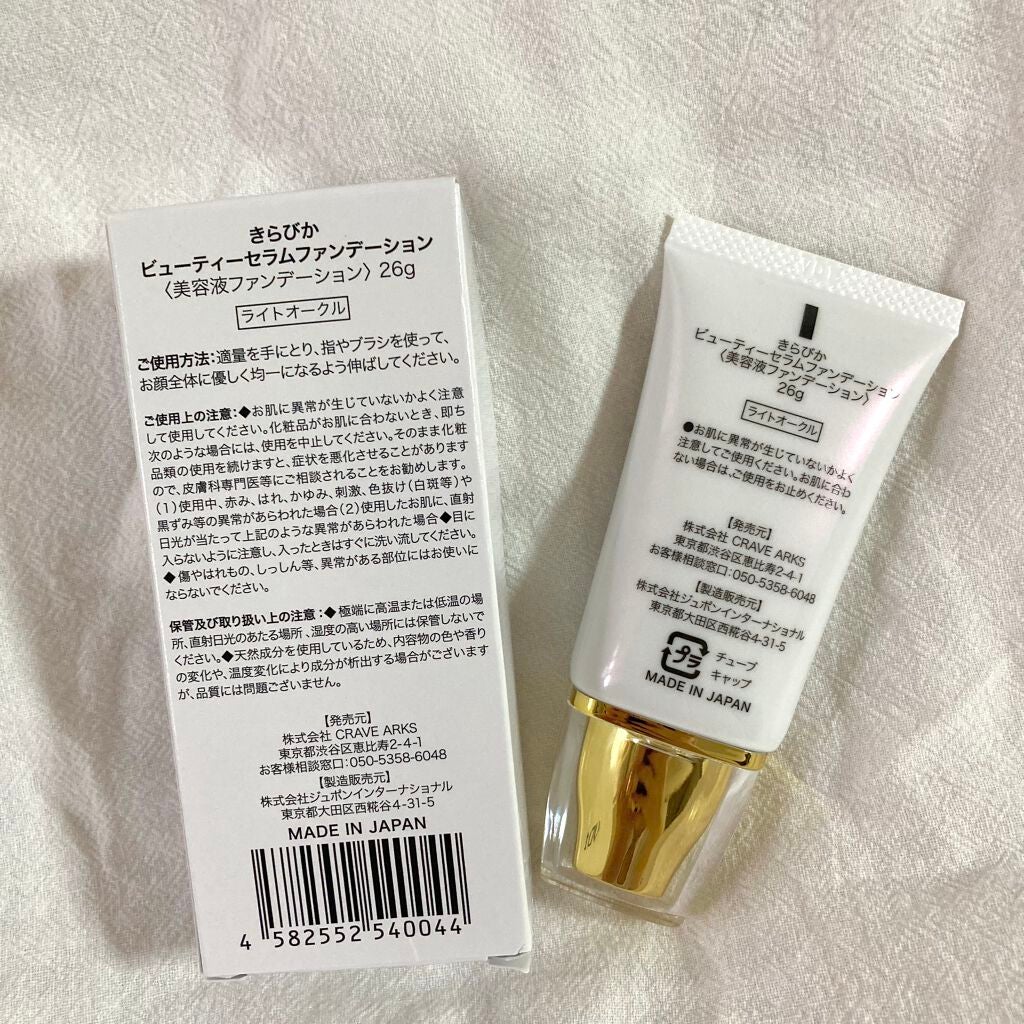 きらびか
ビューティーセラムファンデーション
〈美容液ファンデーション〉26g
ライトオークル
ご使用方法:適量を手にとり、指やブラシを使って、
お顔全体に優しく均一になるよう伸ばしてください。
ご使用上の注意:◆お肌に異常が生じていないかよく注意
して使用してください。化粧品がお肌に合わないとき、即ち
次のような場合には、使用を中止してください。そのまま化粧
品類の使用を続けますと、症状を悪化させることがあります
ので、皮膚科専門医等にご相談されることをお勧めします。
(1)使用中、赤み、はれ、かゆみ、刺激、色抜け(白斑等)や
黒ずみ等の異常があらわれた場合(2)使用したお肌に、直射
日光が当たって上記のような異常があらわれた場合◆目に
入らないように注意し、入ったときはすぐに洗い流してください。
◆傷やはれもの、しっしん等、異常がある部位にはお使いに
ならないでください。
保管及び取り扱い上の注意:◆極端に高温または低温の場
所、直射日光のあたる場所、湿度の高い場所には保管しないで
ください。◆天然成分を使用しているため、内容物の色や香り
の変化や、温度変化により成分が析出する場合がございます
が、品質には問題ございません。
【発売元】
株式会社 CRAVE ARKS
東京都渋谷区恵比寿2-4-1
お客様相談窓口:050-5358-6048
【製造販売元】
株式会社ジュポンインターナショナル
東京都大田区西糀谷4-31-5
MADE IN JAPAN
4 582552 540044
きらびか
ビューティーセラムファンデーション
〈美容液ファンデーション〉
26g
ライトオークル
●お肌に異常が生じていないかよく
注意してご使用ください。お肌に合わ
ない場合は、ご使用をお止めください。
【発売元】
株式会社 CRAVE ARKS
東京都渋谷区恵比寿2-4-1
お客様相談窓口:050-5358-6048
【製造販売元】
株式会社ジュポンインターナショナル
東京都大田区西糀谷4-31-5
プラ チューブ
キャップ
MADE IN JAPAN